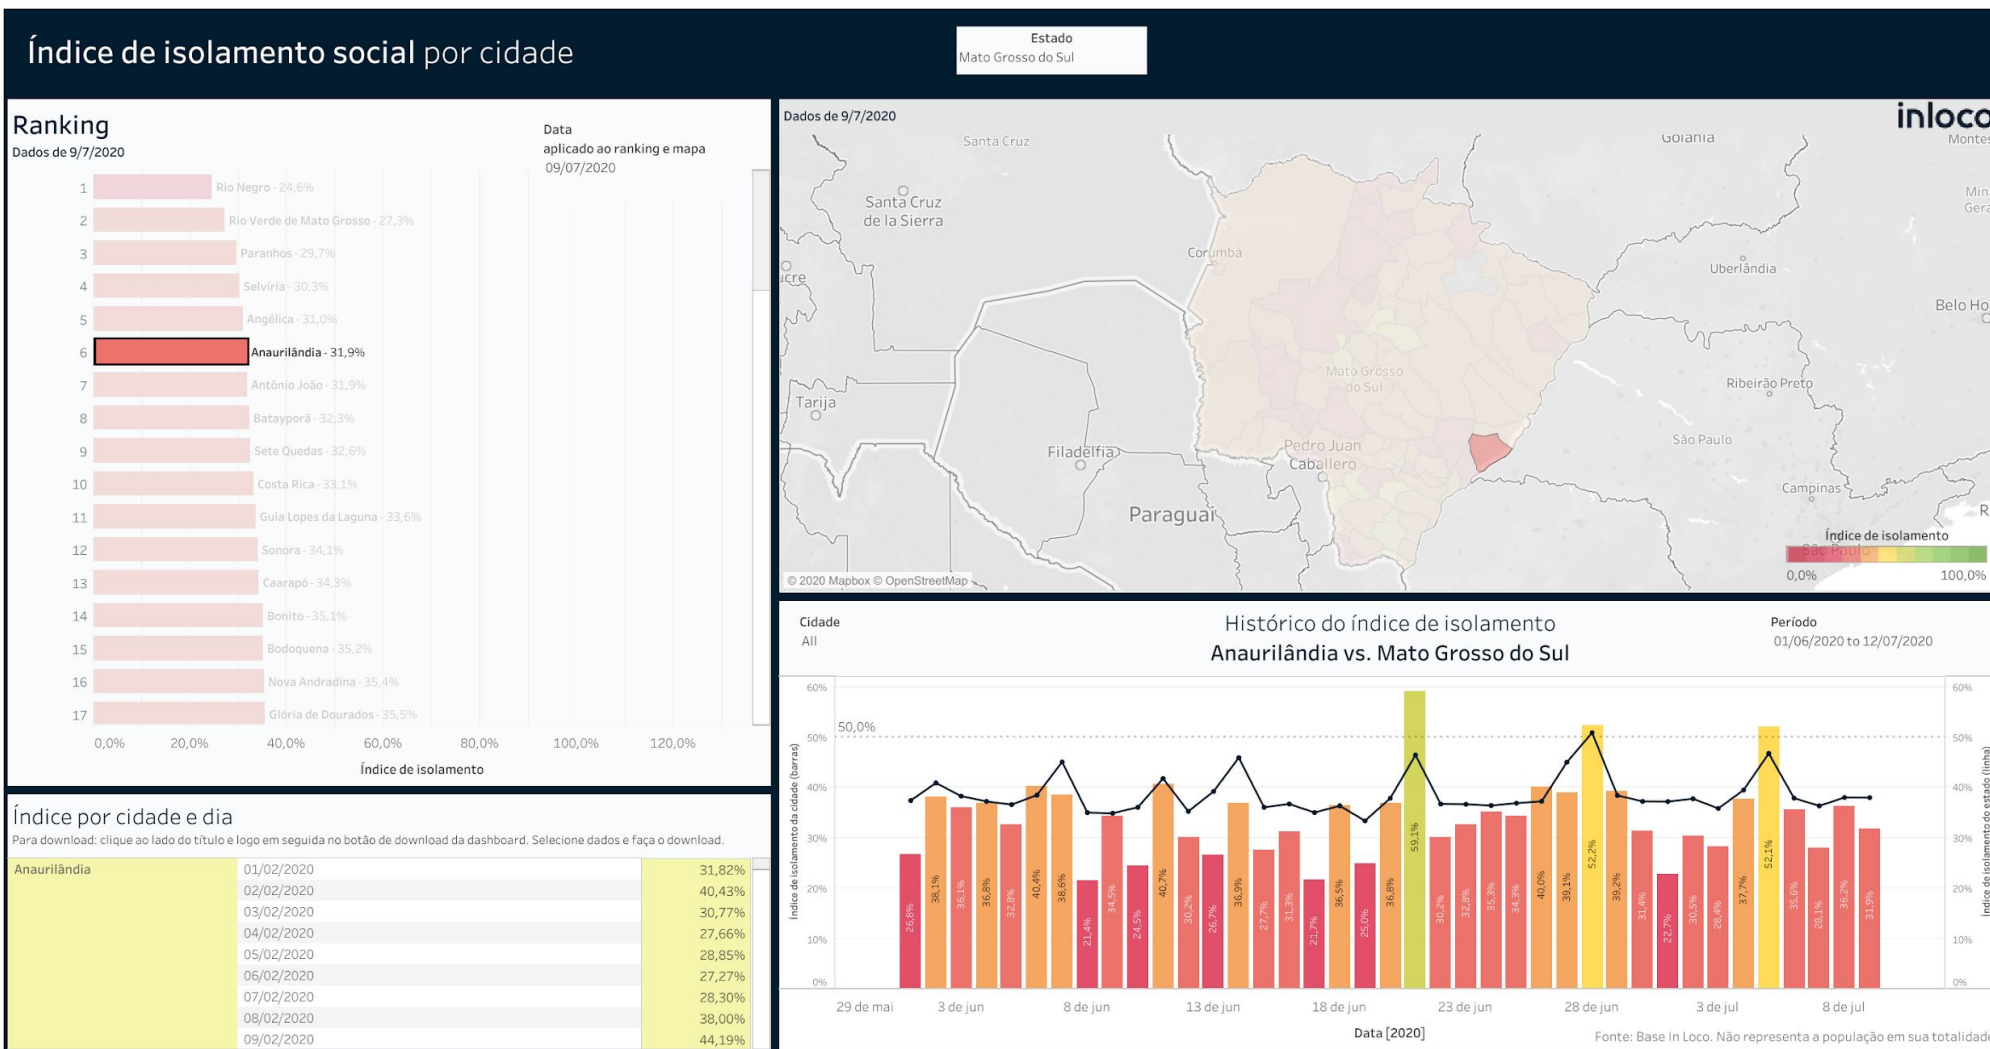 Índice de isolamento social por cidade
Estado
Mato Grosso do Sul
Ranking
Dados de 9/7/2020
Data
aplicado ao ranking e mapa
09/07/2020
1 Rio Negro - 24,6%
2 Rio Verde de Mato Grosso - 27,3%
3 Paranhos - 29,7%
4 Selvíria - 30,3%
5 Angélica - 31,0%
6 Anaurilândia - 31,9%
7 Antônio João - 31,9%
8 Batayporã - 32,3%
9 Sete Quedas - 32,6%
10 Costa Rica - 33,1%
11 Guia Lopes da Laguna - 33,6%
12 Sonora - 34,1%
13 Caarapó - 34,3%
14 Bonito - 35,1%
15 Bodoquena - 35,2%
16 Nova Andradina - 35,4%
17 Glória de Dourados - 35,5%
0,0% 20,0% 40,0% 60,0% 80,0% 100,0% 120,0%
Índice de isolamento
Índice por cidade e dia
Para download: clique ao lado do título e logo em seguida no botão de download da dashboard. Selecione dados e faça o download.
Anaurilândia 01/02/2020 31,82%
02/02/2020 40,43%
03/02/2020 30,77%
04/02/2020 27,66%
05/02/2020 28,85%
06/02/2020 27,27%
07/02/2020 28,30%
08/02/2020 38,00%
09/02/2020 44,19%
Dados de 9/7/2020
inloco
Santa Cruz
Goiânia
Montes
Santa Cruz
de la Sierra
Min
Gera
Corumbá
ucre
Uberlândia
Belo Ho
Mato Grosso
do Sul
Ribeirão Preto
Tarija
Pedro Juan
Caballero
São Paulo
Filadelfia
Campinas
Paraguai
R
Índice de isolamento
São Paulo
0,0% 100,0%
© 2020 Mapbox © OpenStreetMap
Cidade
All
Histórico do índice de isolamento
Anaurilândia vs. Mato Grosso do Sul
Período
01/06/2020 to 12/07/2020
Índice de isolamento da cidade (barras)
60%
50%
40%
30%
20%
10%
0%
50,0%
26,8% 38,1% 36,1% 36,8% 32,8% 40,4% 38,6% 21,4% 34,5% 24,5% 40,7% 30,2% 26,7% 36,9% 27,7% 31,3% 21,7% 36,5% 25,0% 36,8% 59,1% 30,2% 32,8% 35,3% 34,3% 40,0% 39,1% 52,2% 39,2% 31,4% 22,7% 30,5% 28,4% 37,7% 52,1% 35,6% 28,1% 36,2% 31,9%
60%
50%
40%
30%
20%
10%
0%
Índice de isolamento do estado (linha)
29 de mai 3 de jun 8 de jun 13 de jun 18 de jun 23 de jun 28 de jun 3 de jul 8 de jul
Data [2020]
Fonte: Base In Loco. Não representa a população em sua totalidade